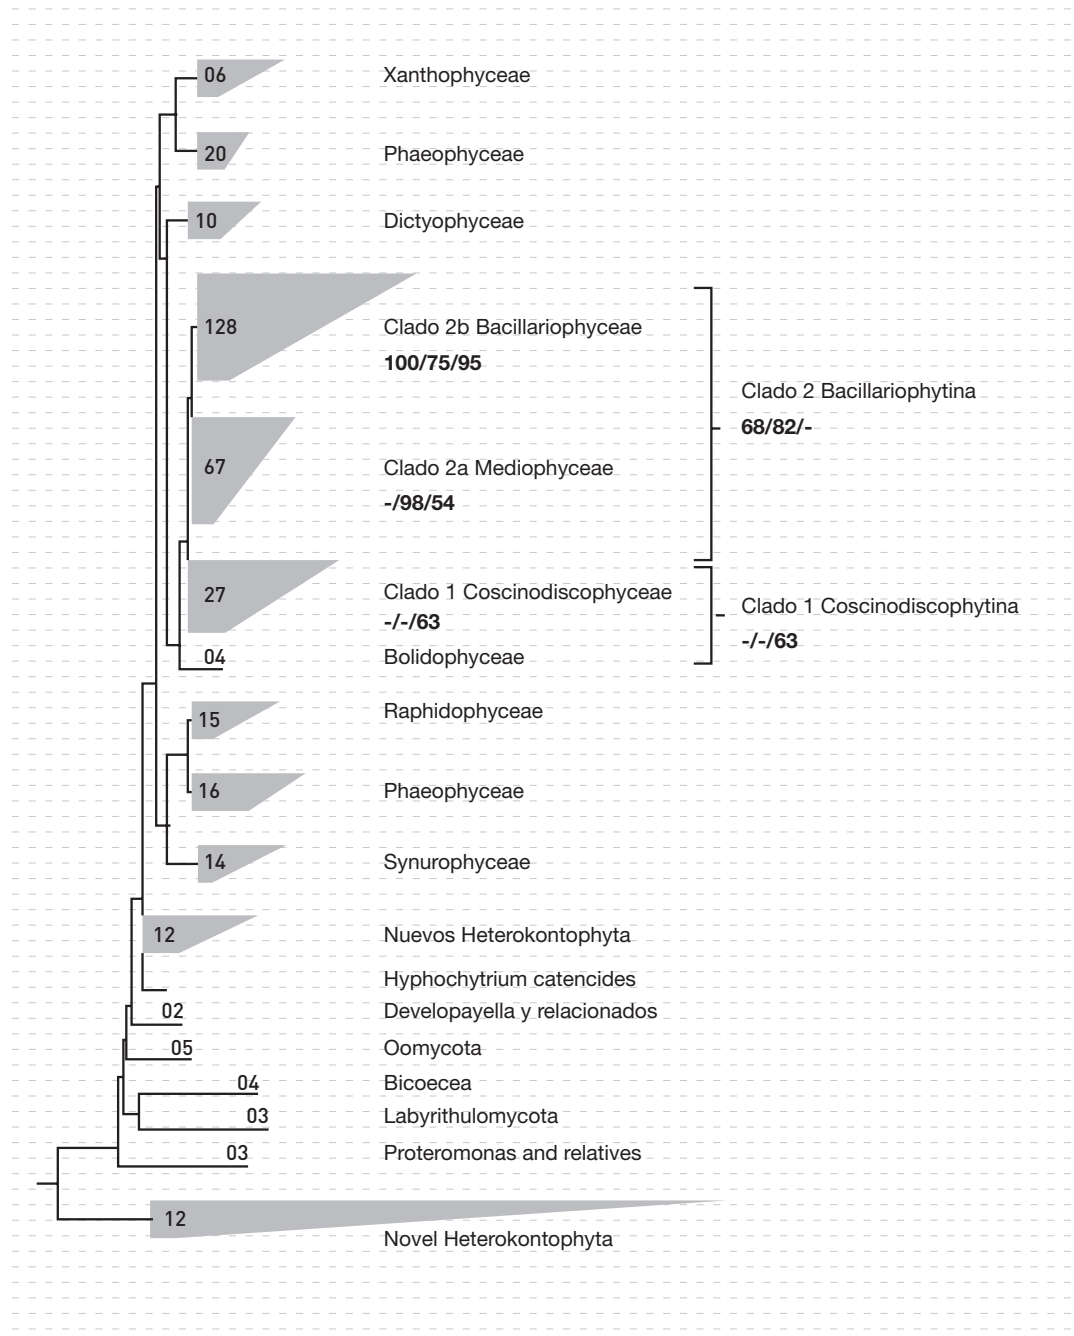 06 Xanthophyceae
20 Phaeophyceae
10 Dictyophyceae
128 Clado 2b Bacillariophyceae
100/75/95
Clado 2 Bacillariophytina
68/82/-
67 Clado 2a Mediophyceae
-/98/54
27 Clado 1 Coscinodiscophyceae
-/-/63
Clado 1 Coscinodiscophytina
-/-/63
04 Bolidophyceae
15 Raphidophyceae
16 Phaeophyceae
14 Synurophyceae
12 Nuevos Heterokontophyta
Hyphochytrium catencides
02 Developayella y relacionados
05 Oomycota
04 Bicoecea
03 Labyrithulomycota
03 Proteromonas and relatives
12
Novel Heterokontophyta